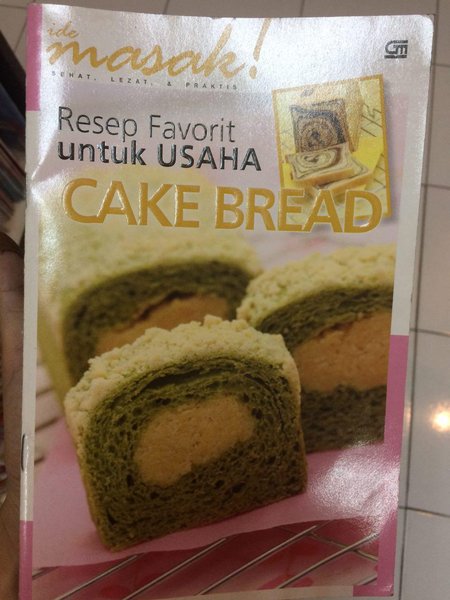 ide
masak!
SEHAT, LEZAT, & PRAKTIS
Resep Favorit
untuk USAHA
CAKE BREAD